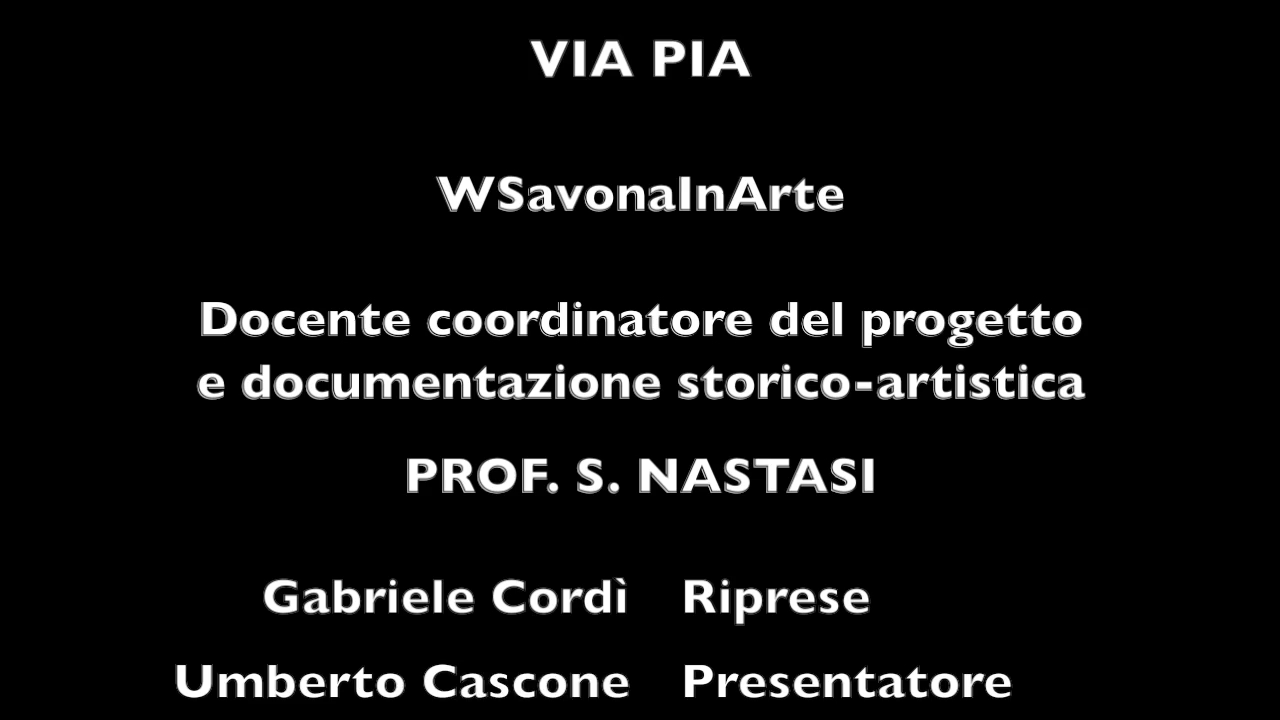 VIA PIA
WSavonaInArte
Docente coordinatore del progetto
e documentazione storico-artistica
PROF. S. NASTASI
Gabriele Cordì Riprese
Umberto Cascone Presentatore